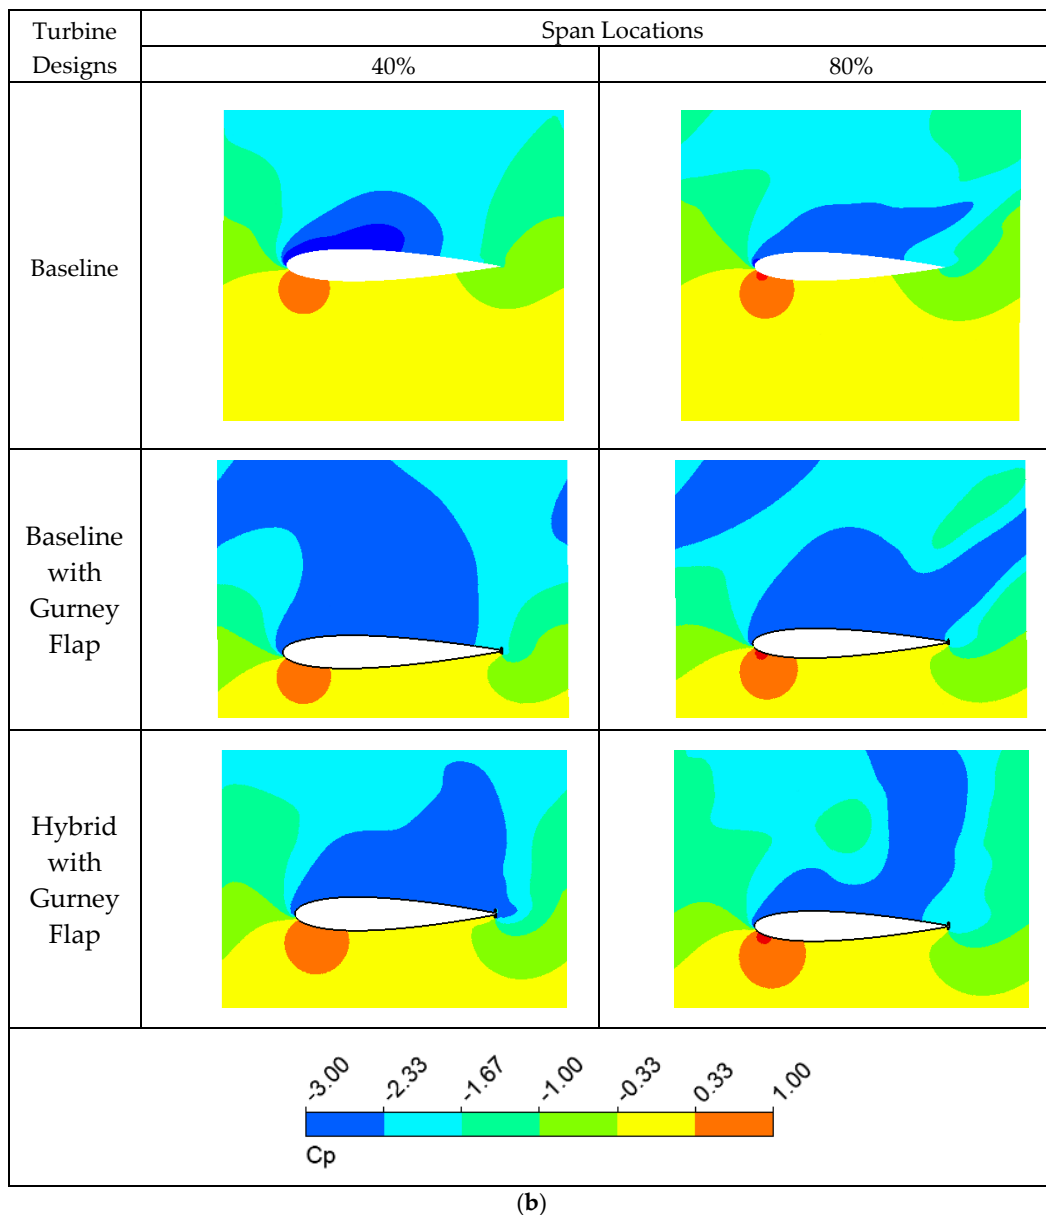 Turbine
Designs
Span Locations
40%
80%
Baseline
Baseline
with
Gurney
Flap
Hybrid
with
Gurney
Flap
-3.00
-2.33
-1.67
-1.00
-0.33
0.33
1.00
Cp
(b)